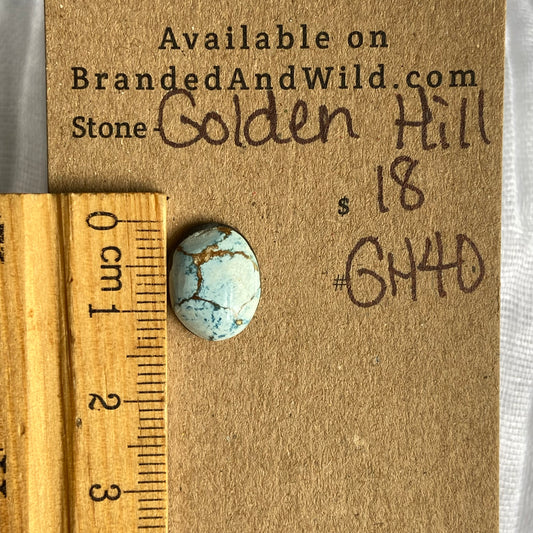 Available on
BrandedAndWild.com
Stone - Golden Hill
$ 18
# GH40
0 cm
1
2
3